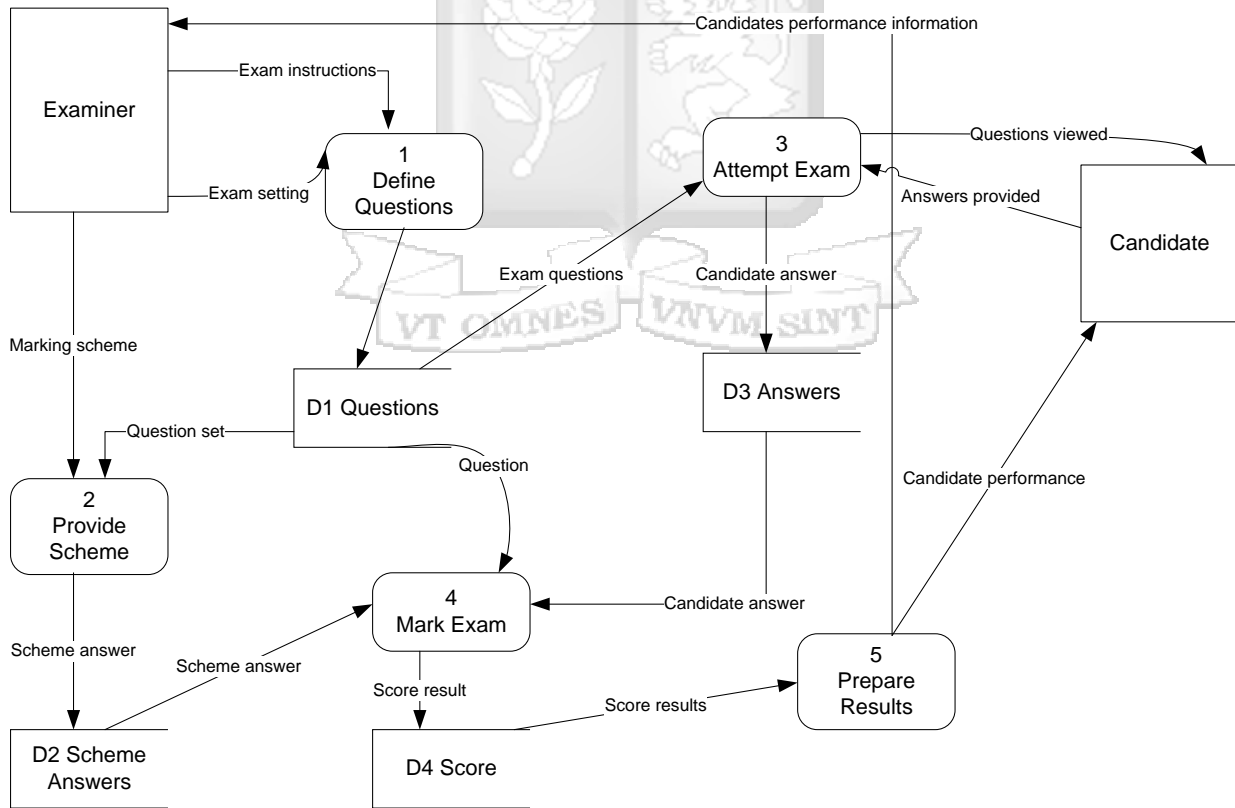 Candidates performance information
Exam instructions
Examiner
3
Attempt Exam
Questions viewed
1
Define
Questions
Exam setting
Answers provided
Candidate
Exam questions
Candidate answer
VT OMNES VNVM SINT
Marking scheme
D1 Questions
D3 Answers
Question set
Question
Candidate performance
2
Provide
Scheme
4
Mark Exam
Candidate answer
Scheme answer
Scheme answer
5
Prepare
Results
Score result
Score results
D2 Scheme
Answers
D4 Score